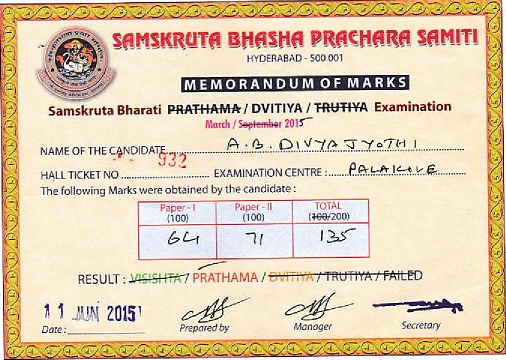 SAMSKRUTA BHASHA PRACHARA SAMITI
HYDERABAD - 500 001
MEMORANDUM OF MARKS
Samskruta Bharati PRATHAMA / DVITIYA / TRUTIYA Examination
March / September 2015
NAME OF THE CANDIDATE A.B. DIVYA JYOTHI
HALL TICKET NO 932 EXAMINATION CENTRE : PALAKOLE
The following Marks were obtained by the candidate :
Paper - I Paper - II TOTAL
(100) (100) (100/200)
64 71 135
RESULT : VISISHTA / PRATHAMA / DVITIYA / TRUTIYA / FAILED
11 JUN 2015
Date : Prepared by Manager Secretary